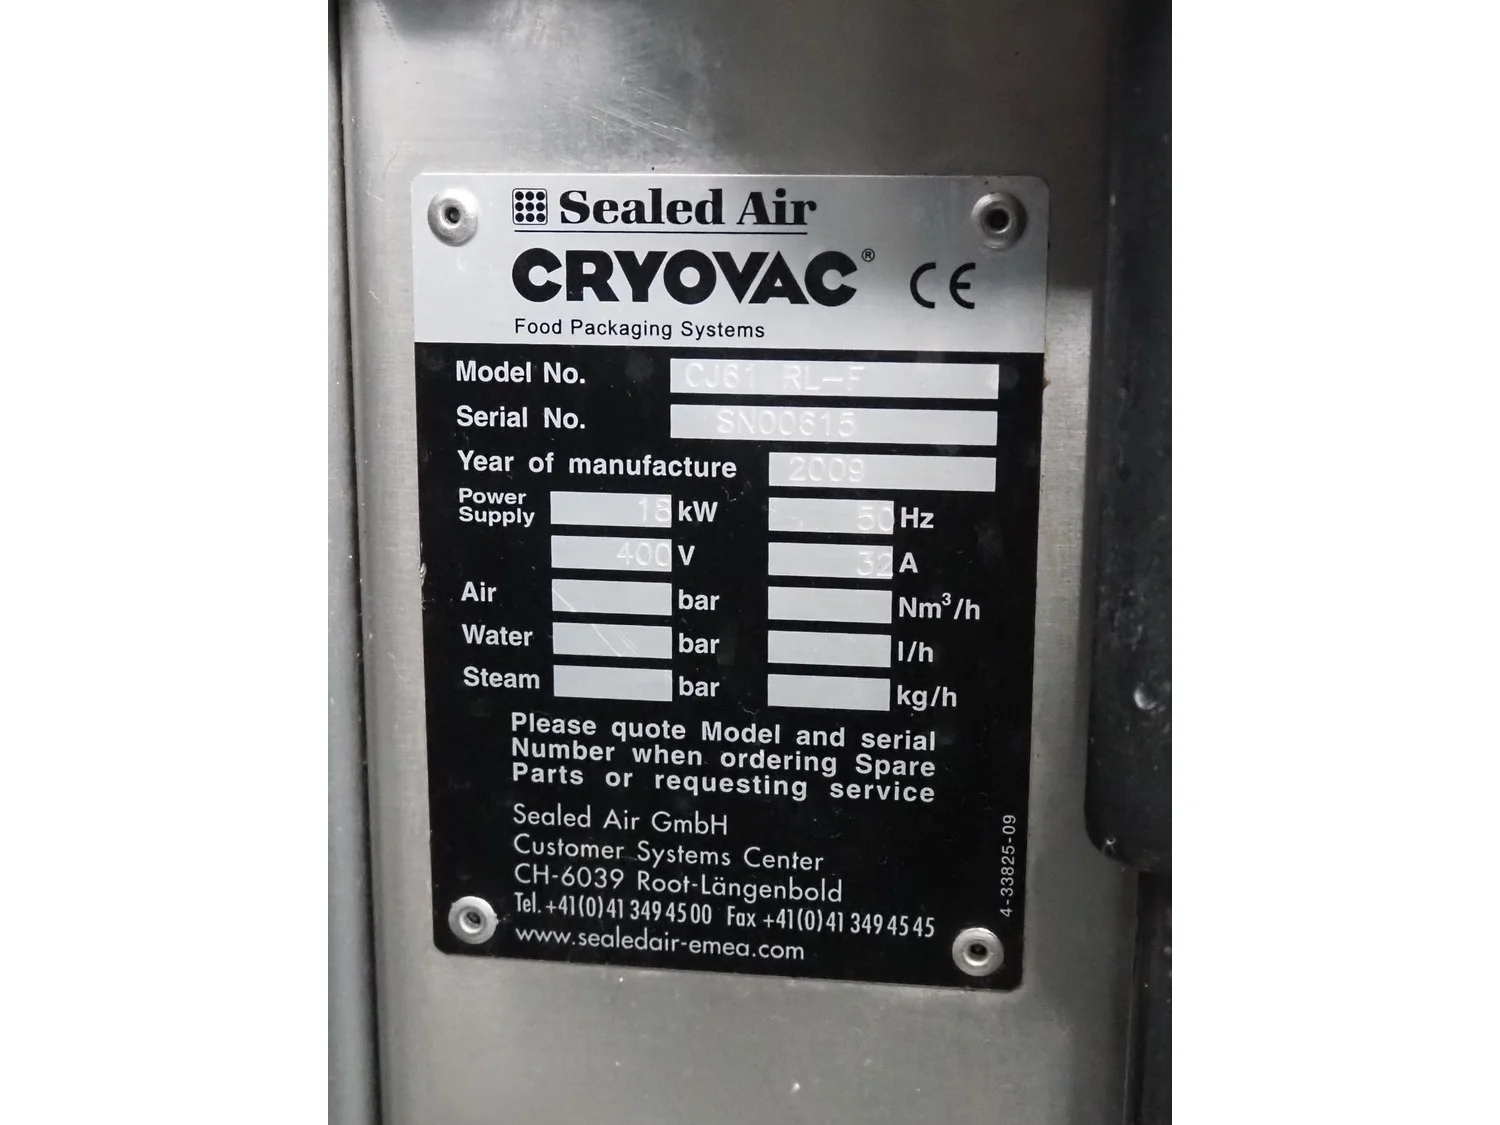 Sealed Air
CRYOVAC® CE
Food Packaging Systems
Model No. CJ61 RL-F
Serial No. SN00615
Year of manufacture 2009
Power Supply kW 50 Hz
400 V 32 A
Air bar Nm³/h
Water bar l/h
Steam bar kg/h
Please quote Model and serial
Number when ordering Spare
Parts or requesting service
Sealed Air GmbH
Customer Systems Center
CH-6039 Root-Längenbold
Tel. +41(0)41 349 45 00 Fax +41(0)41 349 45 45
www.sealedair-emea.com
4-33825-09